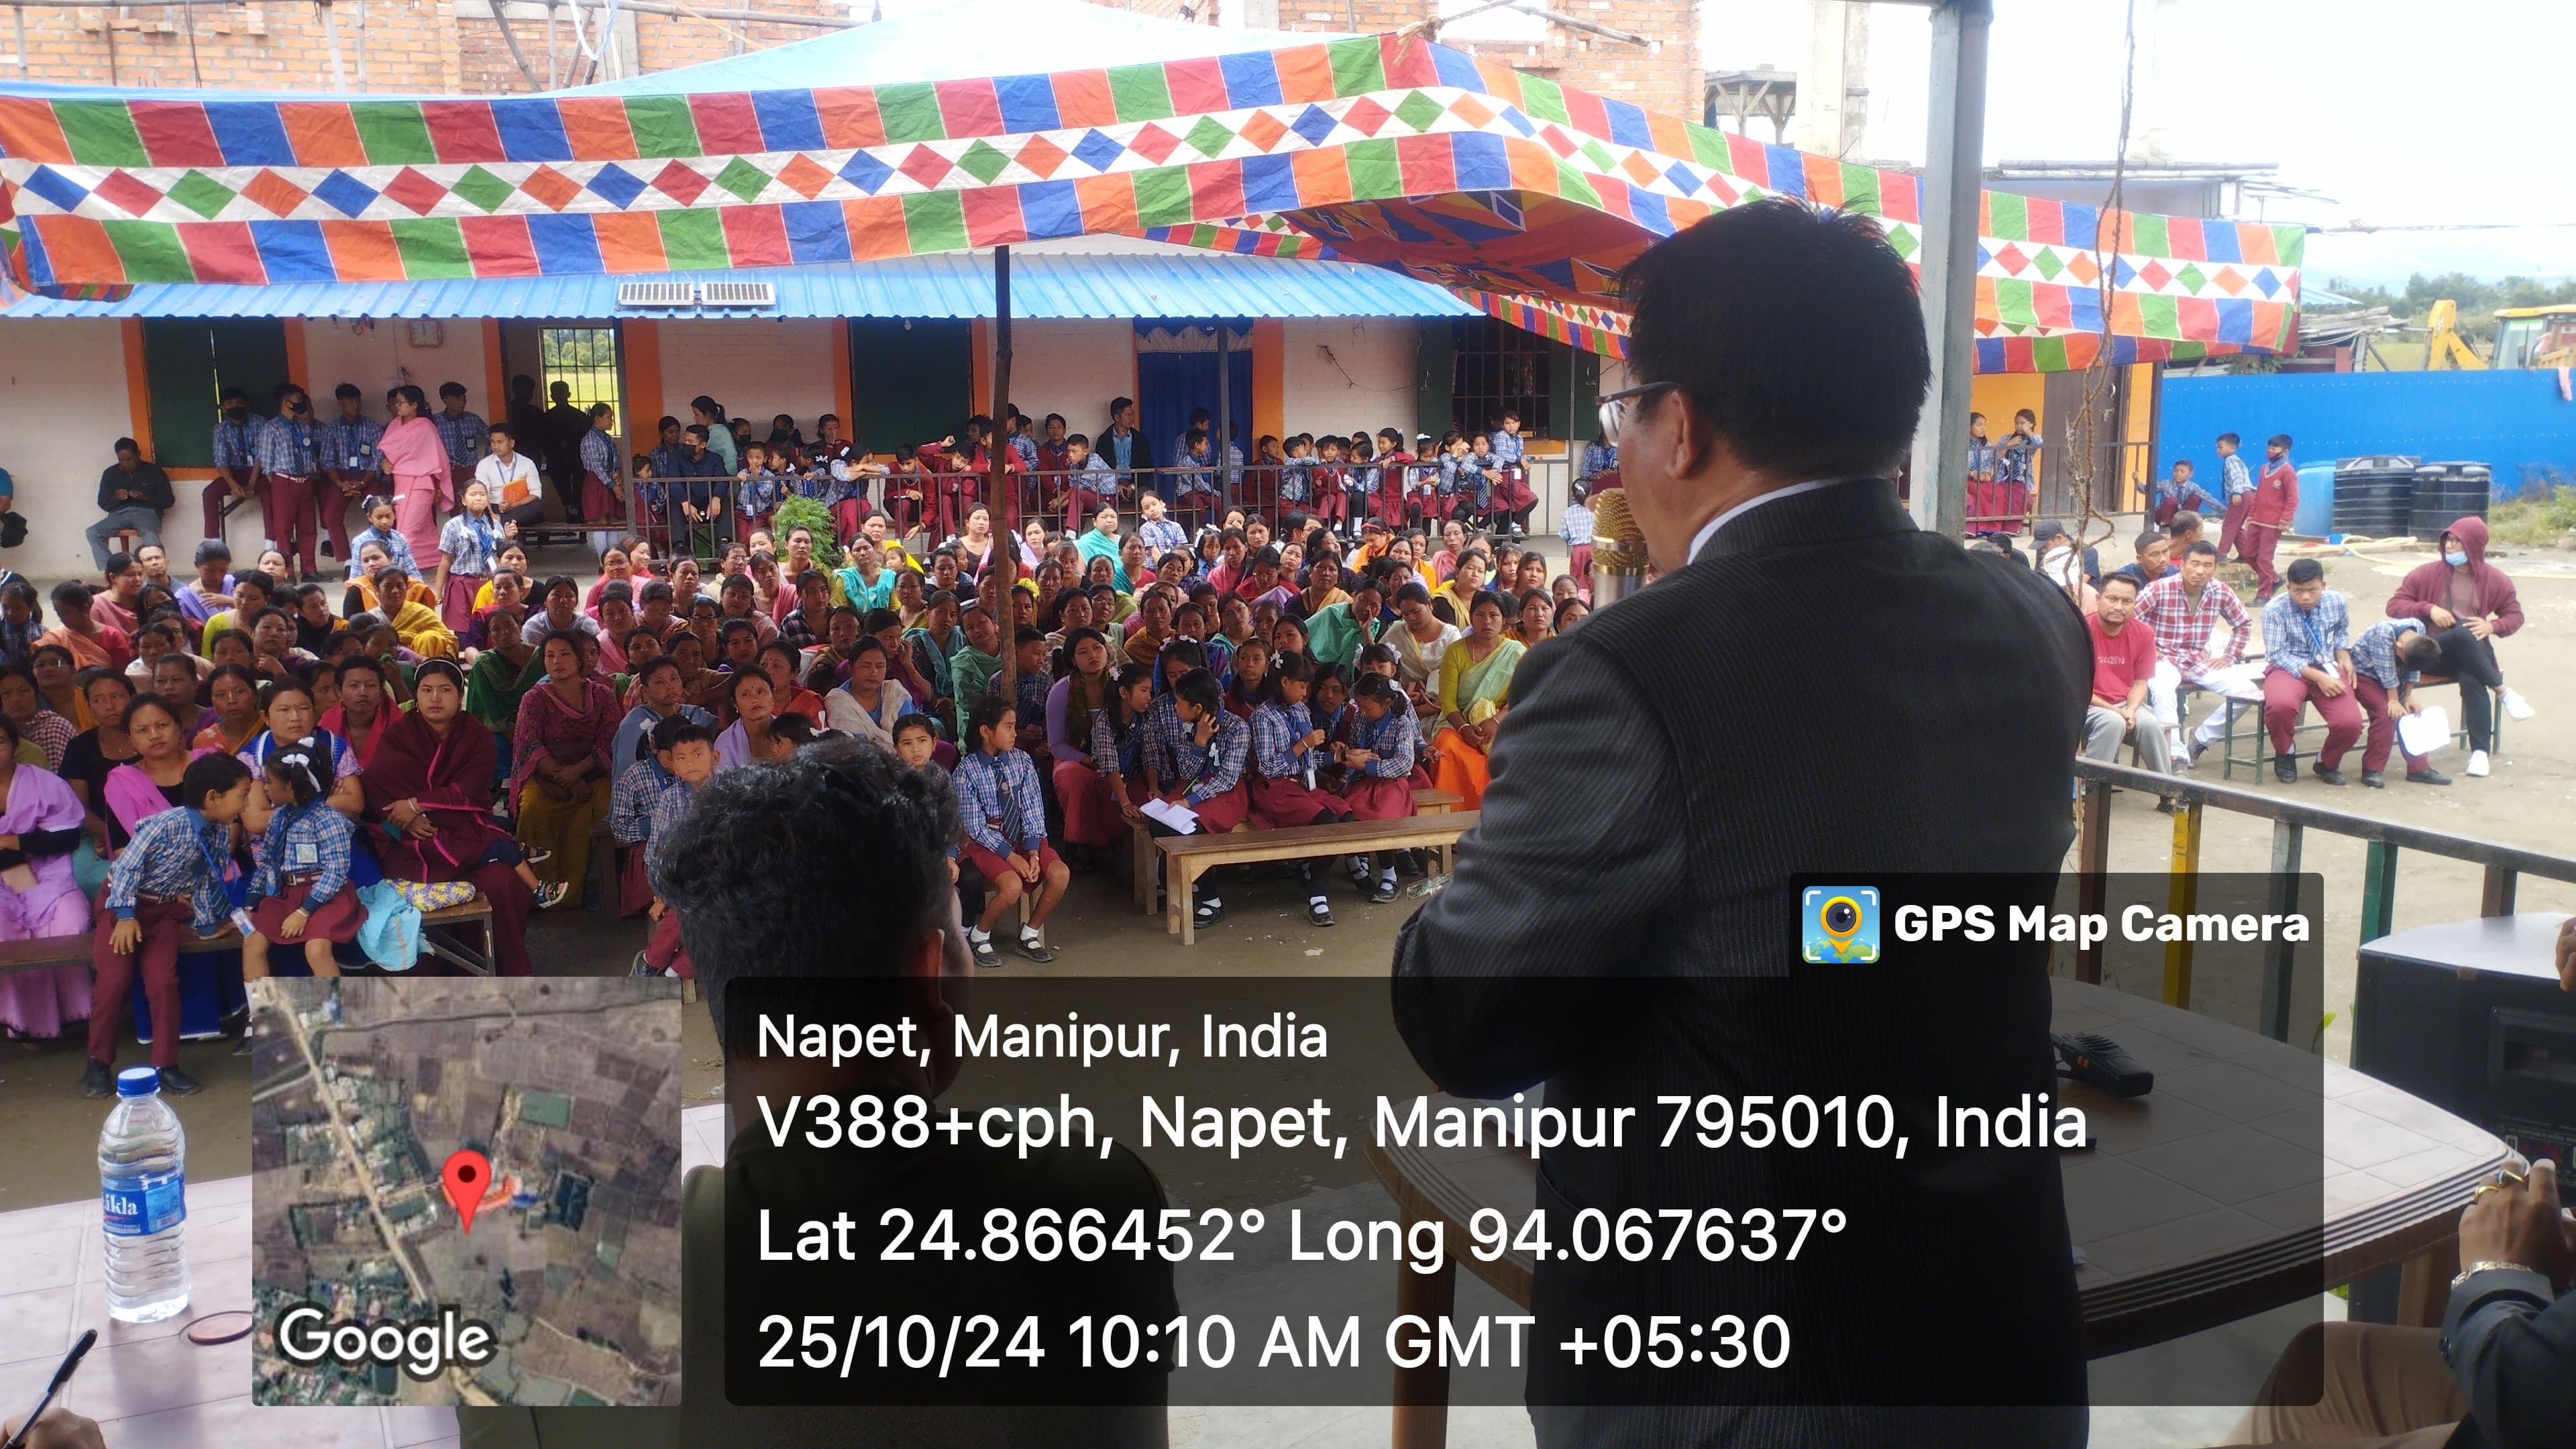 GPS Map Camera
Napet, Manipur, India
V388+cph, Napet, Manipur 795010, India
Lat 24.866452° Long 94.067637°
25/10/24 10:10 AM GMT +05:30
Google